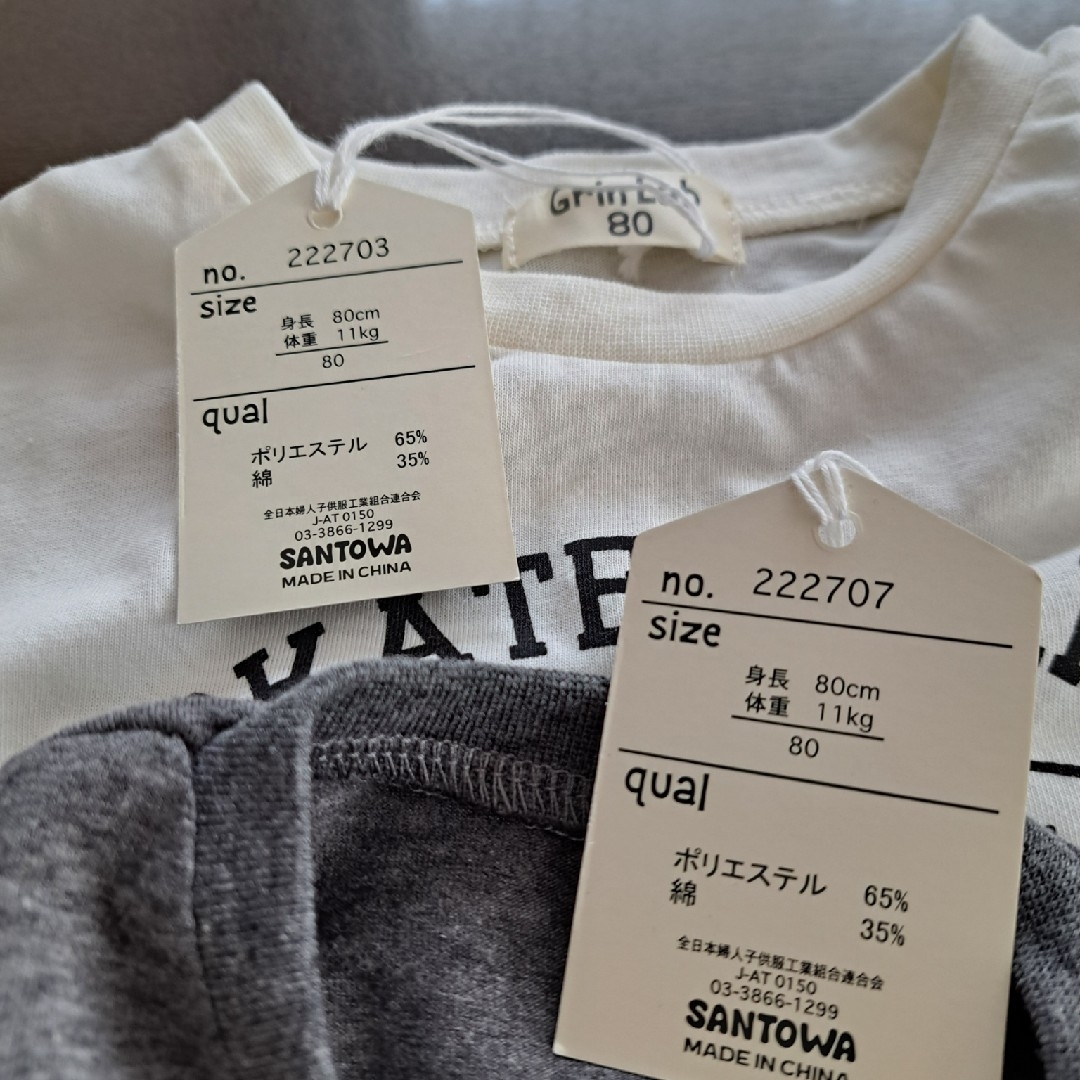 Grin Lab
80
no. 222703
size
身長 80cm
体重 11kg
80
qual
ポリエステル 65%
綿 35%
全日本婦人子供服工業組合連合会
J-AT 0150
03-3866-1299
SANTOWA
MADE IN CHINA
no. 222707
size
身長 80cm
体重 11kg
80
qual
ポリエステル 65%
綿 35%
全日本婦人子供服工業組合連合会
J-AT 0150
03-3866-1299
SANTOWA
MADE IN CHINA